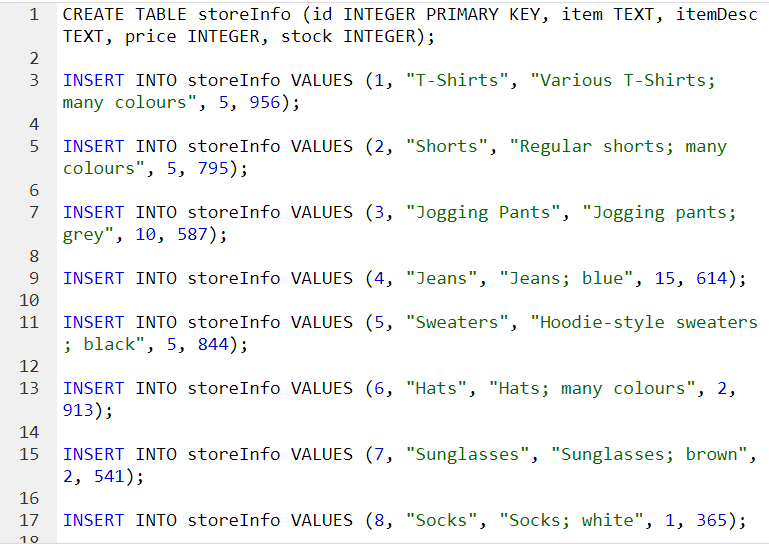 1 CREATE TABLE storeInfo (id INTEGER PRIMARY KEY, item TEXT, itemDesc
TEXT, price INTEGER, stock INTEGER);
2
3 INSERT INTO storeInfo VALUES (1, "T-Shirts", "Various T-Shirts;
many colours", 5, 956);
4
5 INSERT INTO storeInfo VALUES (2, "Shorts", "Regular shorts; many
colours", 5, 795);
6
7 INSERT INTO storeInfo VALUES (3, "Jogging Pants", "Jogging pants;
grey", 10, 587);
8
9 INSERT INTO storeInfo VALUES (4, "Jeans", "Jeans; blue", 15, 614);
10
11 INSERT INTO storeInfo VALUES (5, "Sweaters", "Hoodie-style sweaters
; black", 5, 844);
12
13 INSERT INTO storeInfo VALUES (6, "Hats", "Hats; many colours", 2,
913);
14
15 INSERT INTO storeInfo VALUES (7, "Sunglasses", "Sunglasses; brown",
2, 541);
16
17 INSERT INTO storeInfo VALUES (8, "Socks", "Socks; white", 1, 365);
18